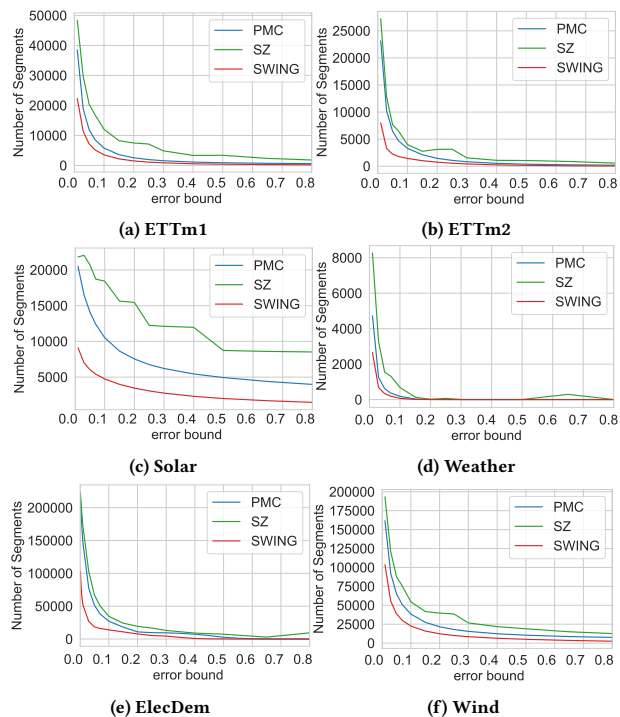 50000
40000
30000
20000
10000
0
Number of Segments
PMC
SZ
SWING
0.0 0.1 0.2 0.3 0.4 0.5 0.6 0.7 0.8
error bound
(a) ETTm1
25000
20000
15000
10000
5000
0
Number of Segments
PMC
SZ
SWING
0.0 0.1 0.2 0.3 0.4 0.5 0.6 0.7 0.8
error bound
(b) ETTm2
20000
15000
10000
5000
Number of Segments
PMC
SZ
SWING
0.0 0.1 0.2 0.3 0.4 0.5 0.6 0.7 0.8
error bound
(c) Solar
8000
6000
4000
2000
0
Number of Segments
PMC
SZ
SWING
0.0 0.1 0.2 0.3 0.4 0.5 0.6 0.7 0.8
error bound
(d) Weather
200000
150000
100000
50000
0
Number of Segments
PMC
SZ
SWING
0.0 0.1 0.2 0.3 0.4 0.5 0.6 0.7 0.8
error bound
(e) ElecDem
200000
175000
150000
125000
100000
75000
50000
25000
0
Number of Segments
PMC
SZ
SWING
0.0 0.1 0.2 0.3 0.4 0.5 0.6 0.7 0.8
error bound
(f) Wind